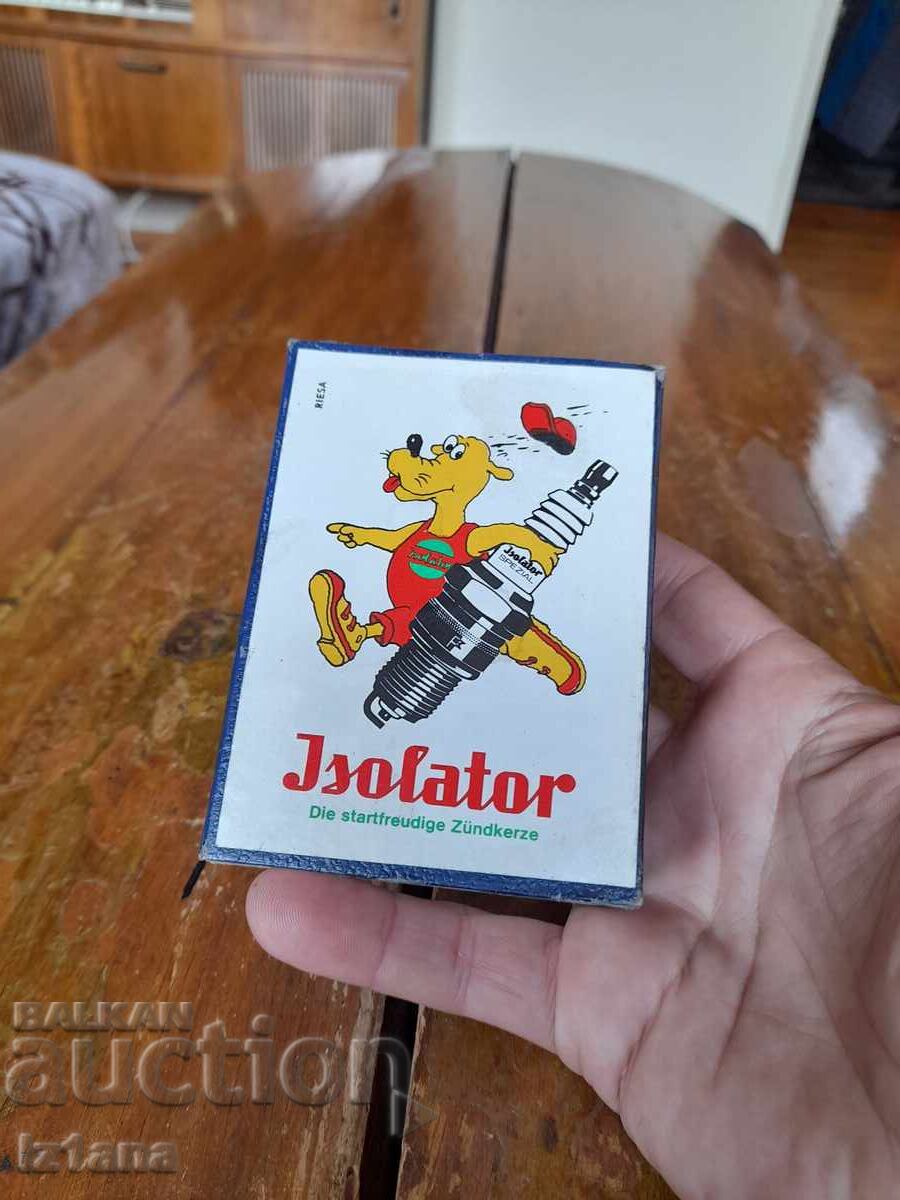 RIESA
Isolator
SPEZIAL
Isolator
Die startfreudige Zündkerze
BALKAN
auction
iz1ana